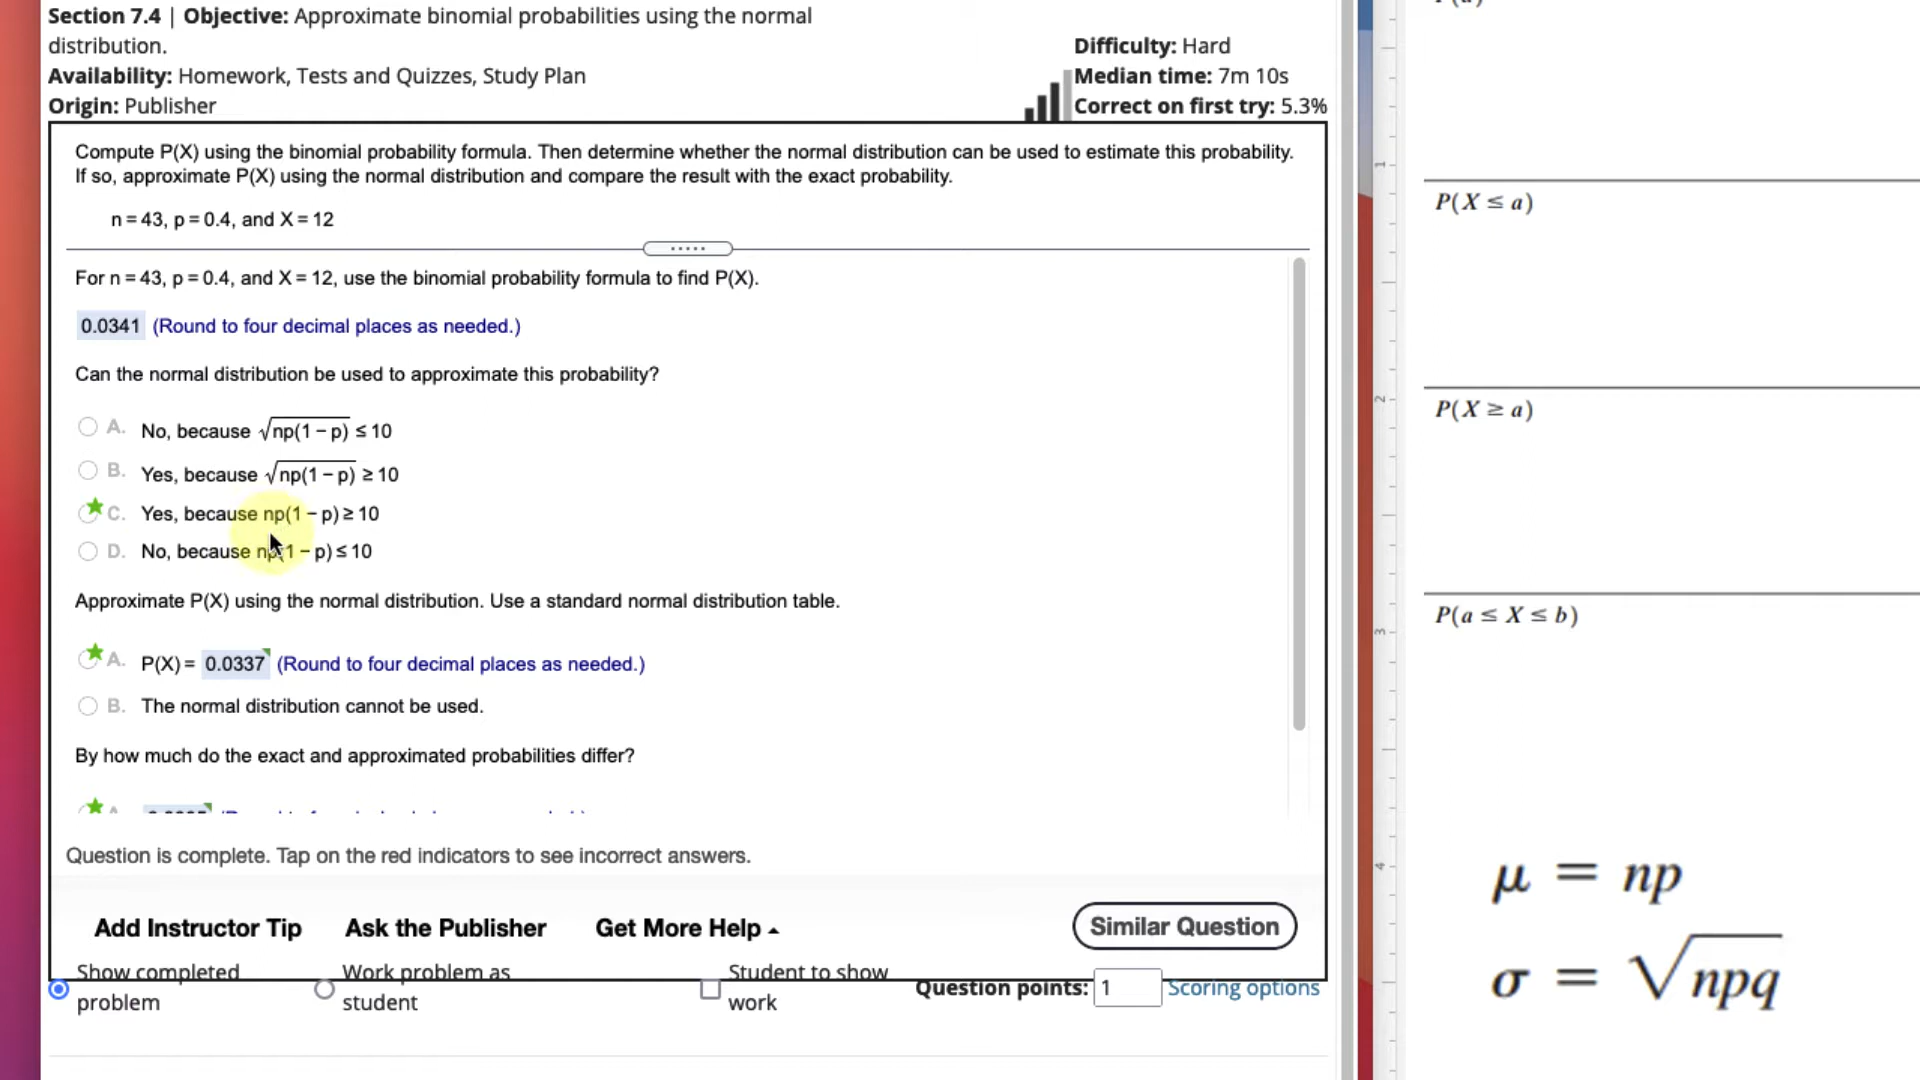 Section 7.4 | Objective: Approximate binomial probabilities using the normal
distribution.
Availability: Homework, Tests and Quizzes, Study Plan
Origin: Publisher
Difficulty: Hard
Median time: 7m 10s
Correct on first try: 5.3%
Compute P(X) using the binomial probability formula. Then determine whether the normal distribution can be used to estimate this probability.
If so, approximate P(X) using the normal distribution and compare the result with the exact probability.
n = 43, p = 0.4, and X = 12
For n = 43, p = 0.4, and X = 12, use the binomial probability formula to find P(X).
0.0341 (Round to four decimal places as needed.)
Can the normal distribution be used to approximate this probability?
A. No, because √np(1 − p) ≤ 10
B. Yes, because √np(1 − p) ≥ 10
C. Yes, because np(1 − p) ≥ 10
D. No, because np(1 − p) ≤ 10
Approximate P(X) using the normal distribution. Use a standard normal distribution table.
A. P(X) = 0.0337 (Round to four decimal places as needed.)
B. The normal distribution cannot be used.
By how much do the exact and approximated probabilities differ?
Question is complete. Tap on the red indicators to see incorrect answers.
Add Instructor Tip Ask the Publisher Get More Help Similar Question
Show completed problem
Work problem as student
Student to show work
Question points: 1 Scoring options
1
2
3
4
P(X ≤ a)
P(X ≥ a)
P(a ≤ X ≤ b)
μ = np
σ = √npq